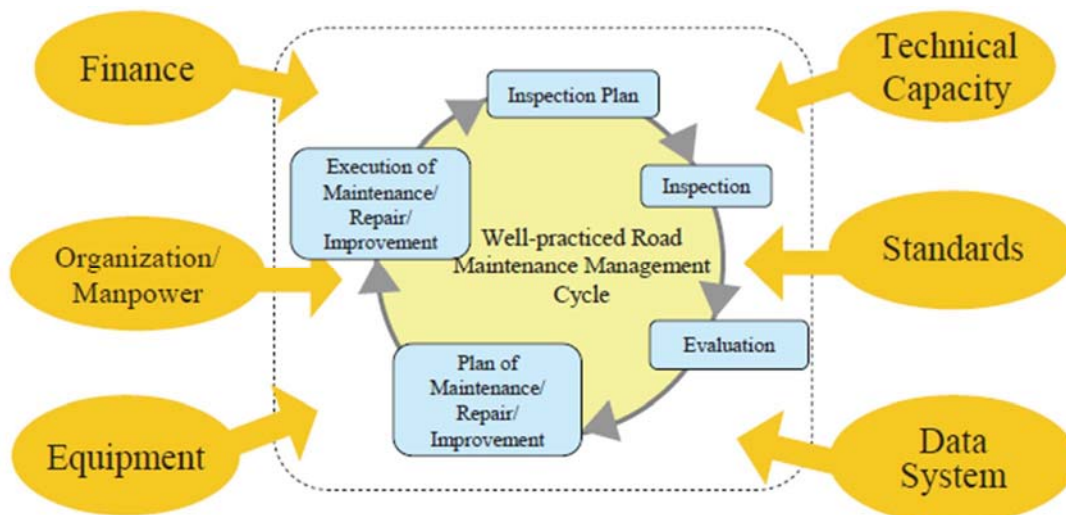 Finance
Technical
Capacity
Inspection Plan
Execution of
Maintenance/
Repair/
Improvement
Inspection
Organization/
Manpower
Well-practiced Road
Maintenance Management
Cycle
Standards
Evaluation
Plan of
Maintenance/
Repair/
Improvement
Equipment
Data
System